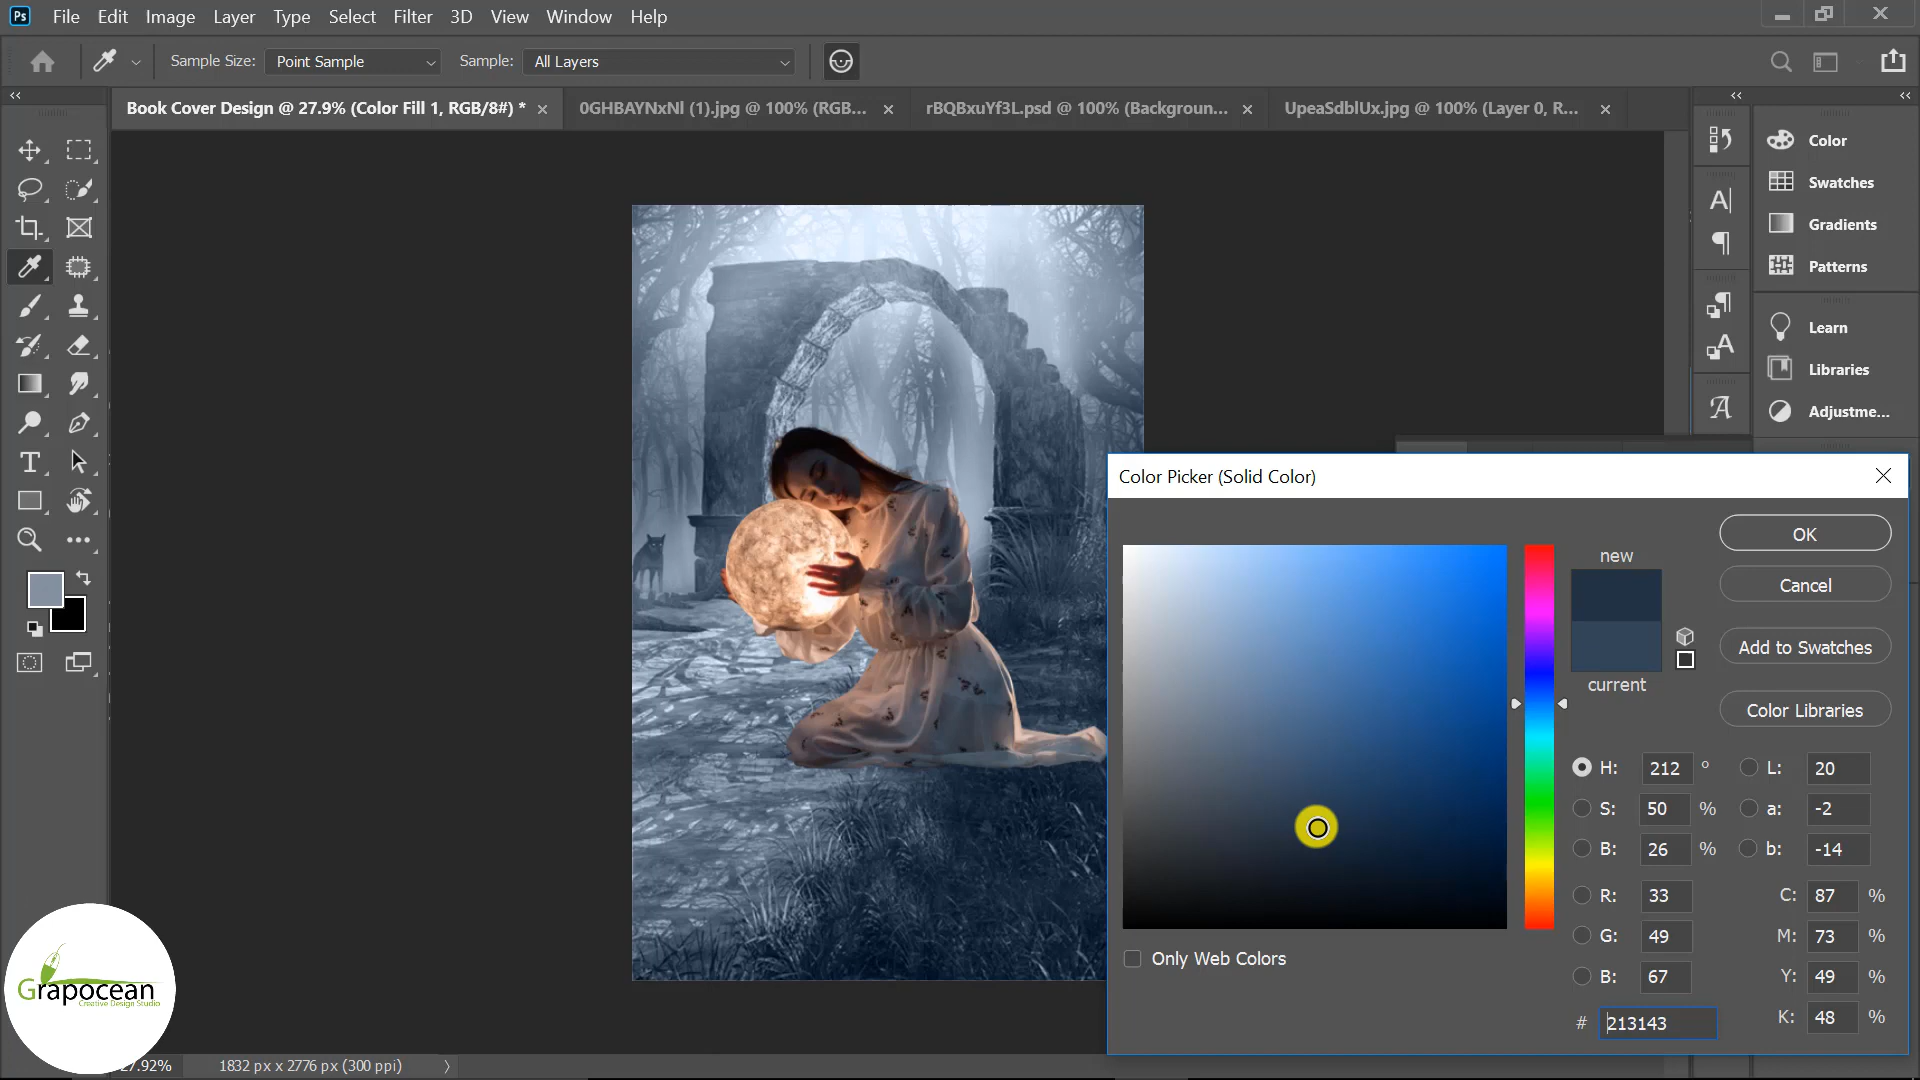 Ps File Edit Image Layer Type Select Filter 3D View Window Help
Sample Size: Point Sample Sample: All Layers
Book Cover Design @ 27.9% (Color Fill 1, RGB/8#) * 0GHBAYNxNl (1).jpg @ 100% (RGB... rBQBxuYf3L.psd @ 100% (Backgroun... UpeaSdblUx.jpg @ 100% (Layer 0, R...
Color
Swatches
Gradients
Patterns
Learn
Libraries
Adjustme...
Color Picker (Solid Color)
new
current
OK
Cancel
Add to Swatches
Color Libraries
H: 212 ° L: 20
S: 50 % a: -2
B: 26 % b: -14
R: 33 C: 87 %
G: 49 M: 73 %
B: 67 Y: 49 %
# 213143 K: 48 %
Only Web Colors
Grapocean
Creative Design Studio
27.92% 1832 px x 2776 px (300 ppi)